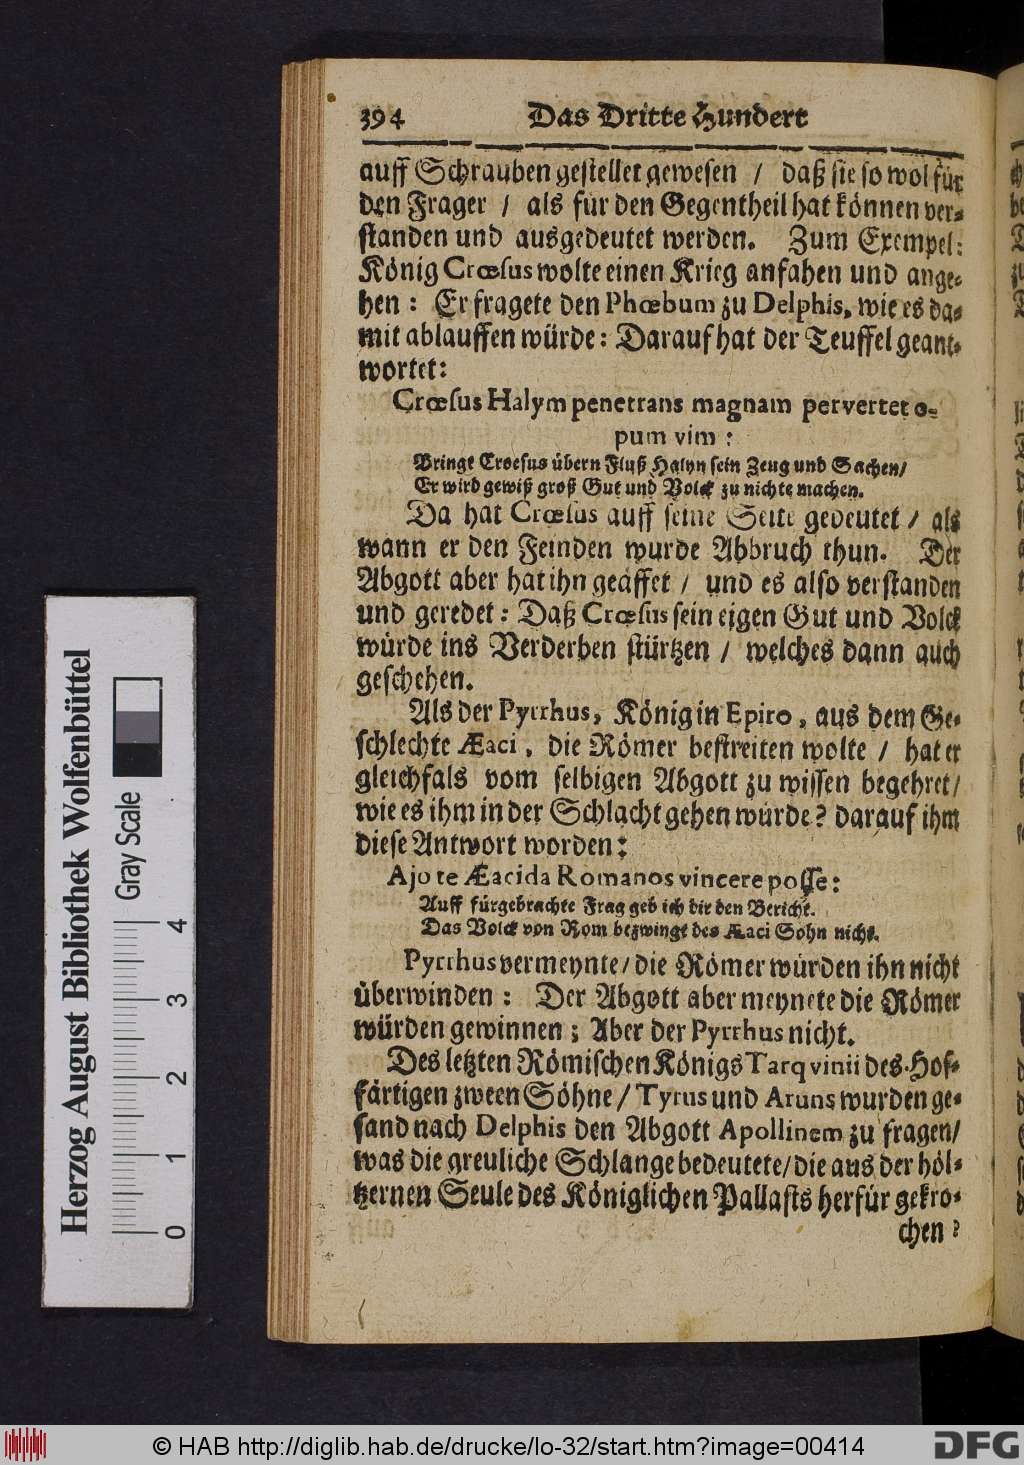 394 Das Dritte Hundert
auff Schrauben gestellet gewesen / daß sie so wol für
den Frager / als für den Gegentheil hat können ver-
standen und ausgedeutet werden. Zum Exempel:
König Crœsus wolte einen Krieg anfahen und ange-
hen: Er fragete den Phœbum zu Delphis, wie es da-
mit ablauffen würde: Darauf hat der Teuffel geant-
wortet:
Crœsus Halym penetrans magnam pervertet o-
pum vim:
Bringt Croesus übern Fluß Halyn sein Zeug und Sachen/
Er wird gewiß groß Gut und Volck zu nichte machen.
Da hat Crœsus auff seine Seite gedeutet / als
wann er den Feinden würde Abbruch thun. Der
Abgott aber hat ihn geäffet / und es also verstanden
und geredet: Daß Crœsus sein eigen Gut und Volck
würde ins Verderben stürtzen / welches dann auch
geschehen.
Als der Pyrrhus, König in Epiro, aus dem Ge-
schlechte Æaci, die Römer bestreiten wolte / hat er
gleichfals vom selbigen Abgott zu wissen begehret/
wie es ihm in der Schlacht gehen würde? darauf ihm
diese Antwort worden:
Ajo te Æacida Romanos vincere posse:
Auff fürgebrachte Frag geb ich dir den Bericht.
Das Volck von Rom bezwingt des Æaci Sohn nicht.
Pyrrhus vermeynte/ die Römer würden ihn nicht
überwinden: Der Abgott aber meynete die Römer
würden gewinnen; Aber der Pyrrhus nicht.
Des letzten Römischen Königs Tarqvinii des Hof-
färtigen zween Söhne / Tyrus und Aruns wurden ge-
sand nach Delphis den Abgott Apollinem zu fragen/
was die greuliche Schlange bedeutete/ die aus der höl-
tzernen Seule des Königlichen Pallasts herfür gekro-
chen?
Herzog August Bibliothek Wolfenbüttel
Gray Scale
0 1 2 3 4
© HAB http://diglib.hab.de/drucke/lo-32/start.htm?image=00414
DFG